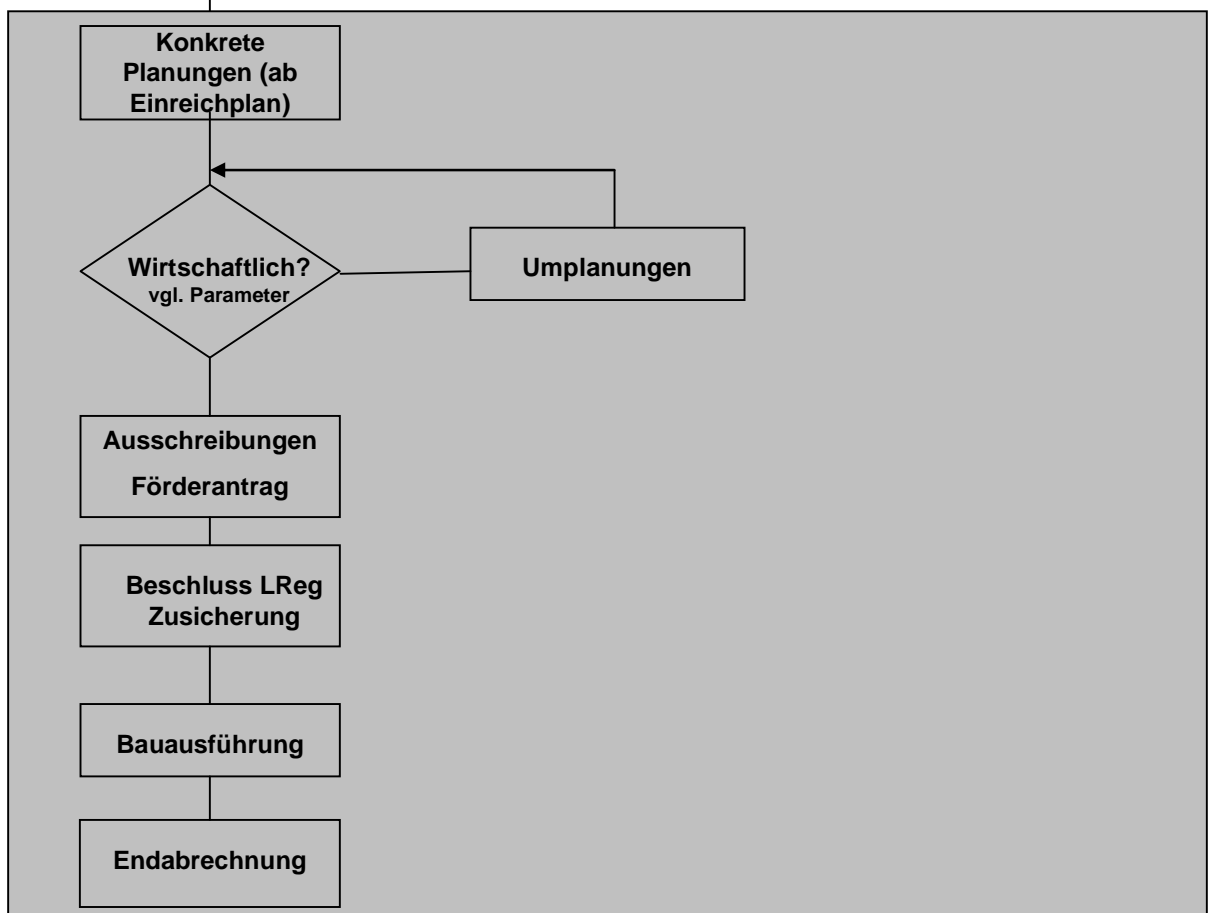 Konkrete
Planungen (ab
Einreichplan)
Wirtschaftlich?
vgl. Parameter
Umplanungen
Ausschreibungen
Förderantrag
Beschluss LReg
Zusicherung
Bauausführung
Endabrechnung